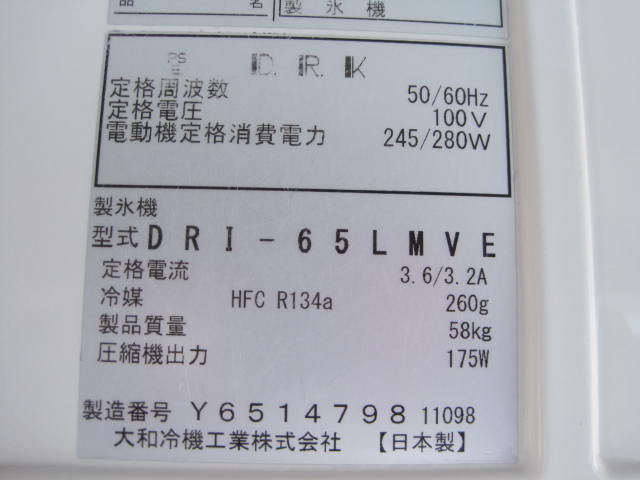 品 名 製氷機
PS
E D.R.K
定格周波数 50/60Hz
定格電圧 100V
電動機定格消費電力 245/280W
製氷機
型式 DRI-65LMVE
定格電流 3.6/3.2A
冷媒 HFC R134a 260g
製品質量 58kg
圧縮機出力 175W
製造番号 Y6514798 11098
大和冷機工業株式会社 【日本製】